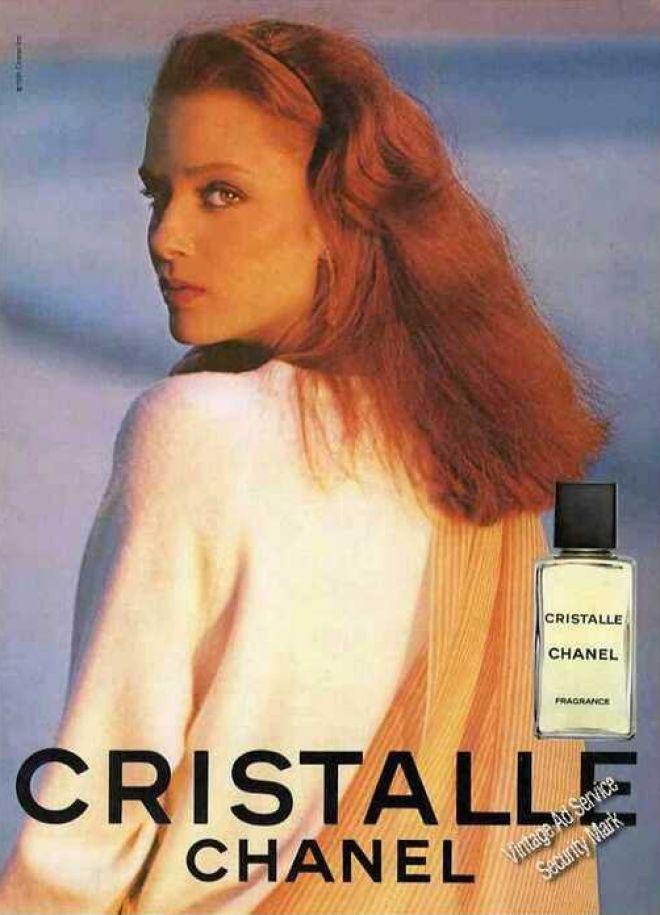 CRISTALLE
CHANEL
FRAGRANCE
CRISTALLE
CHANEL
Vintage Ad Service
Security Mark